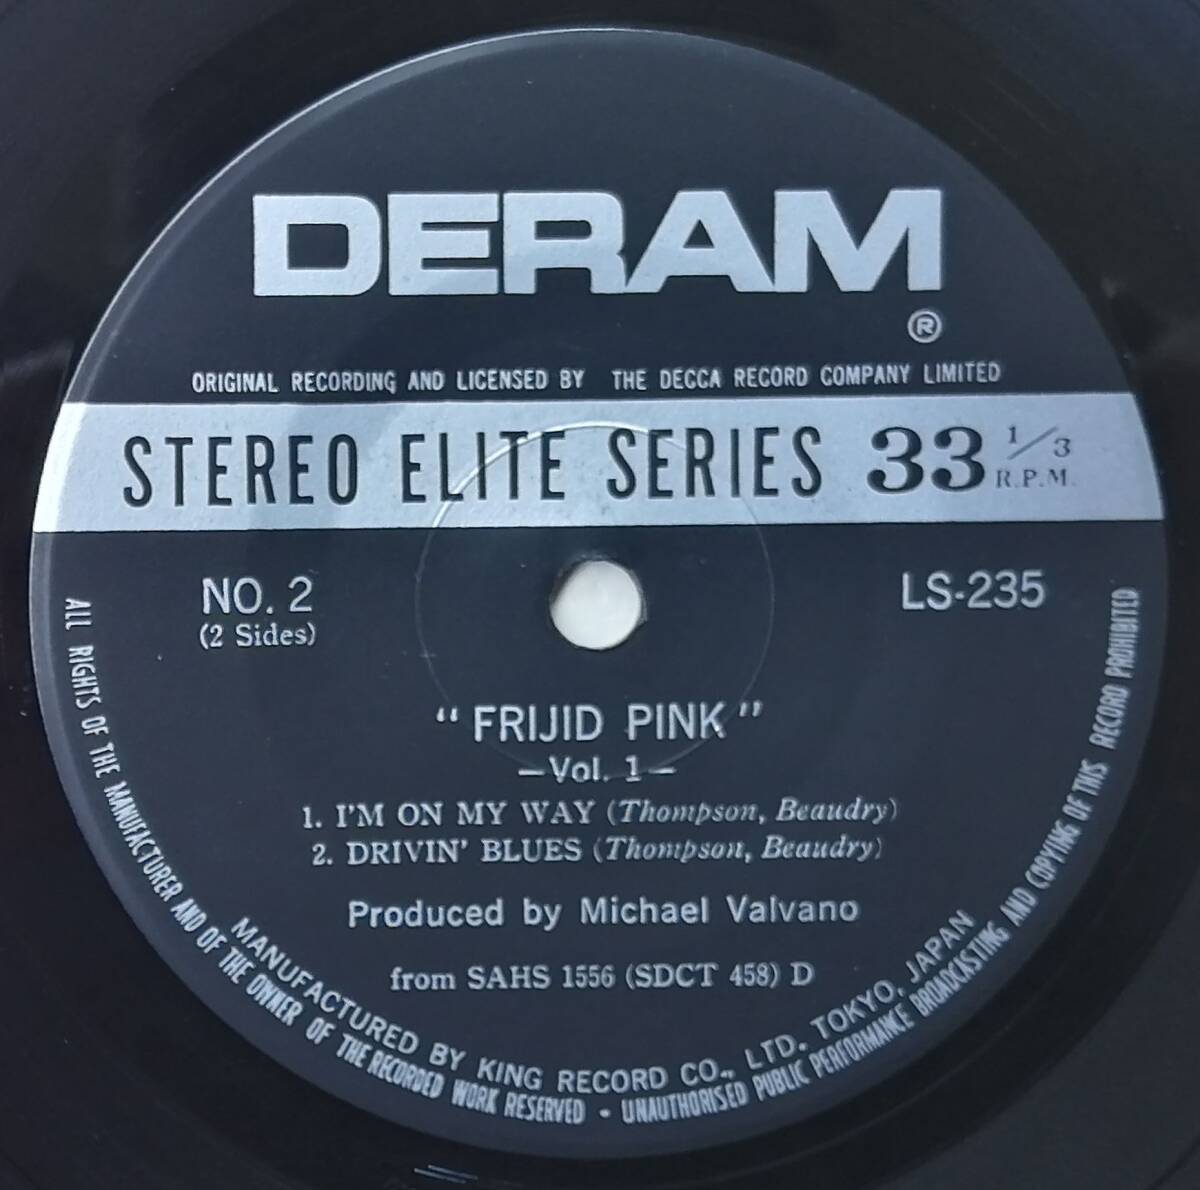 DERAM
®
ORIGINAL RECORDING AND LICENSED BY THE DECCA RECORD COMPANY LIMITED
STEREO ELITE SERIES 33 1/3 R.P.M.
NO. 2
(2 Sides)
LS-235
"FRIJID PINK"
—Vol. 1—
1. I'M ON MY WAY (Thompson, Beaudry)
2. DRIVIN' BLUES (Thompson, Beaudry)
Produced by Michael Valvano
from SAHS 1556 (SDCT 458) D
MANUFACTURED BY KING RECORD CO., LTD. TOKYO, JAPAN
ALL RIGHTS OF THE MANUFACTURER AND OF THE OWNER OF THE RECORDED WORK RESERVED • UNAUTHORISED PUBLIC PERFORMANCE BROADCASTING AND COPYING OF THIS RECORD PROHIBITED